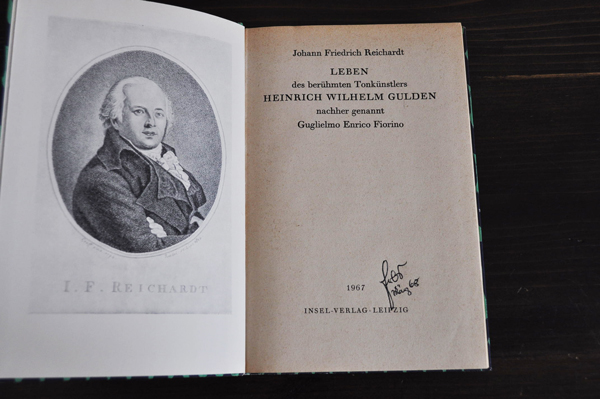 I. F. REICHARDT
Johann Friedrich Reichardt
LEBEN
des berühmten Tonkünstlers
HEINRICH WILHELM GULDEN
nachher genannt
Guglielmo Enrico Fiorino
1967
INSEL-VERLAG · LEIPZIG